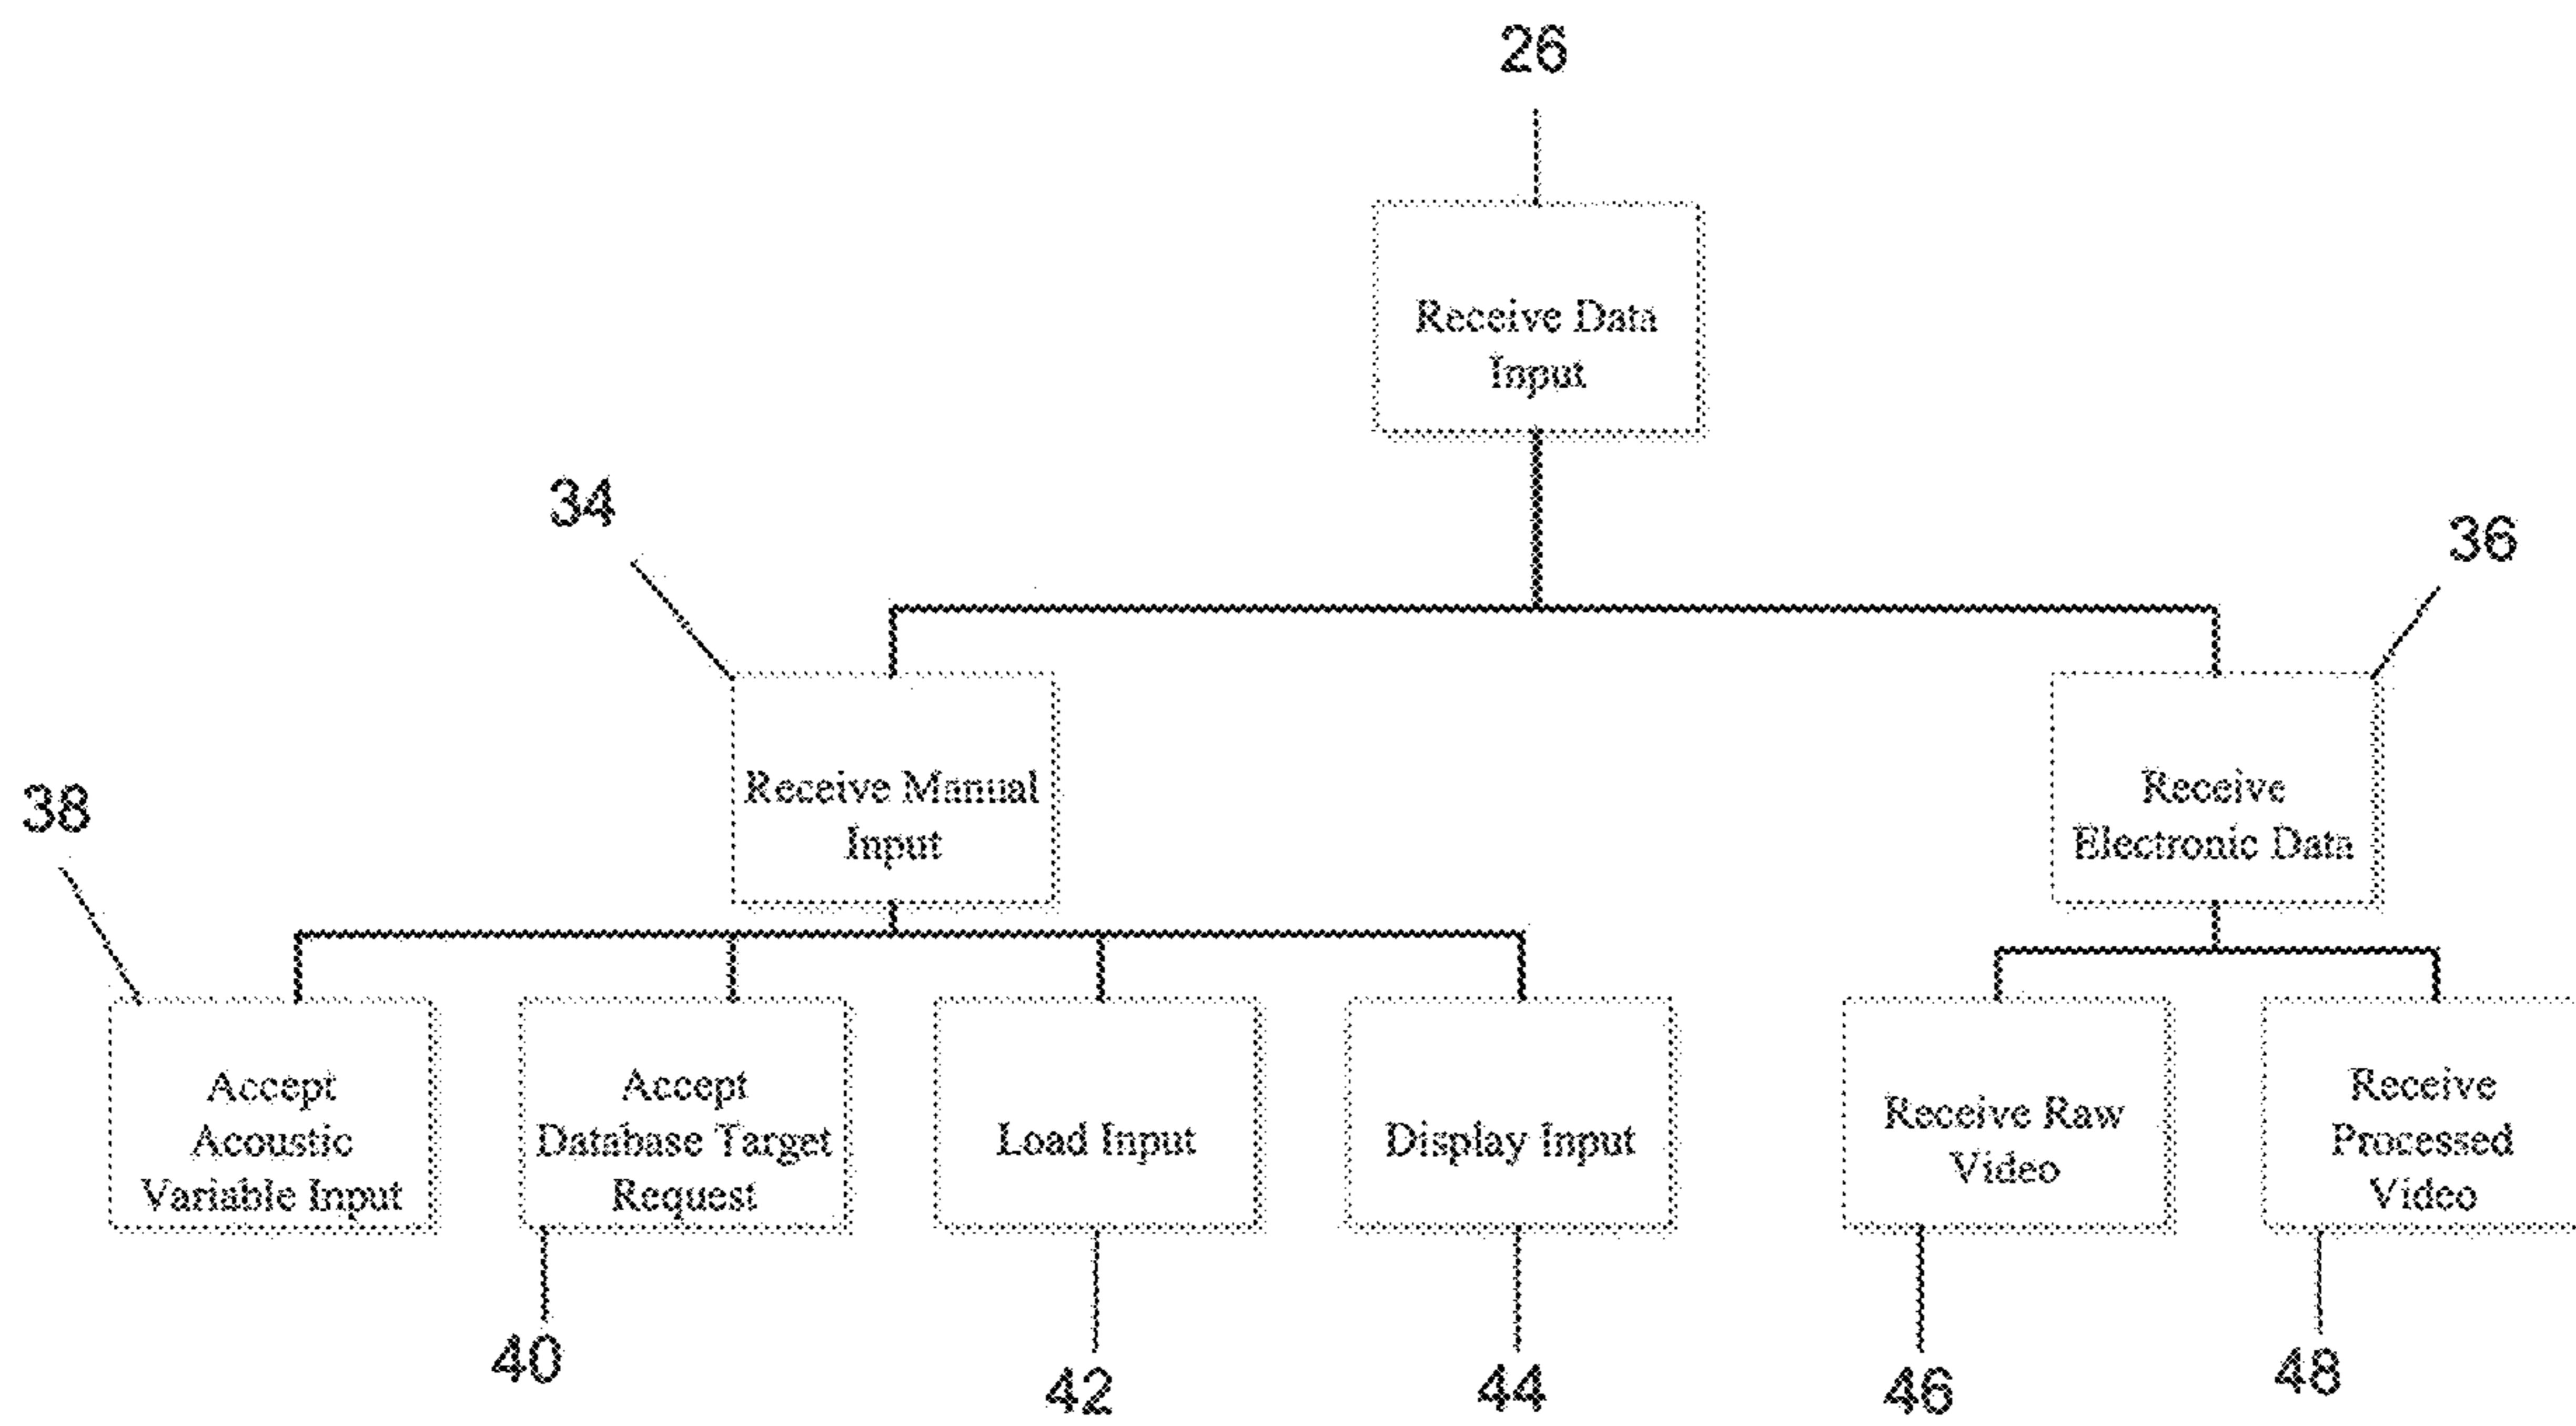 26
Receive Data
Input
34
36
Receive Manual
Input
Receive
Electronic Data
38
Accept
Acoustic
Variable Input
Accept
Database Target
Request
Load Input
Display Input
Receive Raw
Video
Receive
Processed
Video
40
42
44
46
48